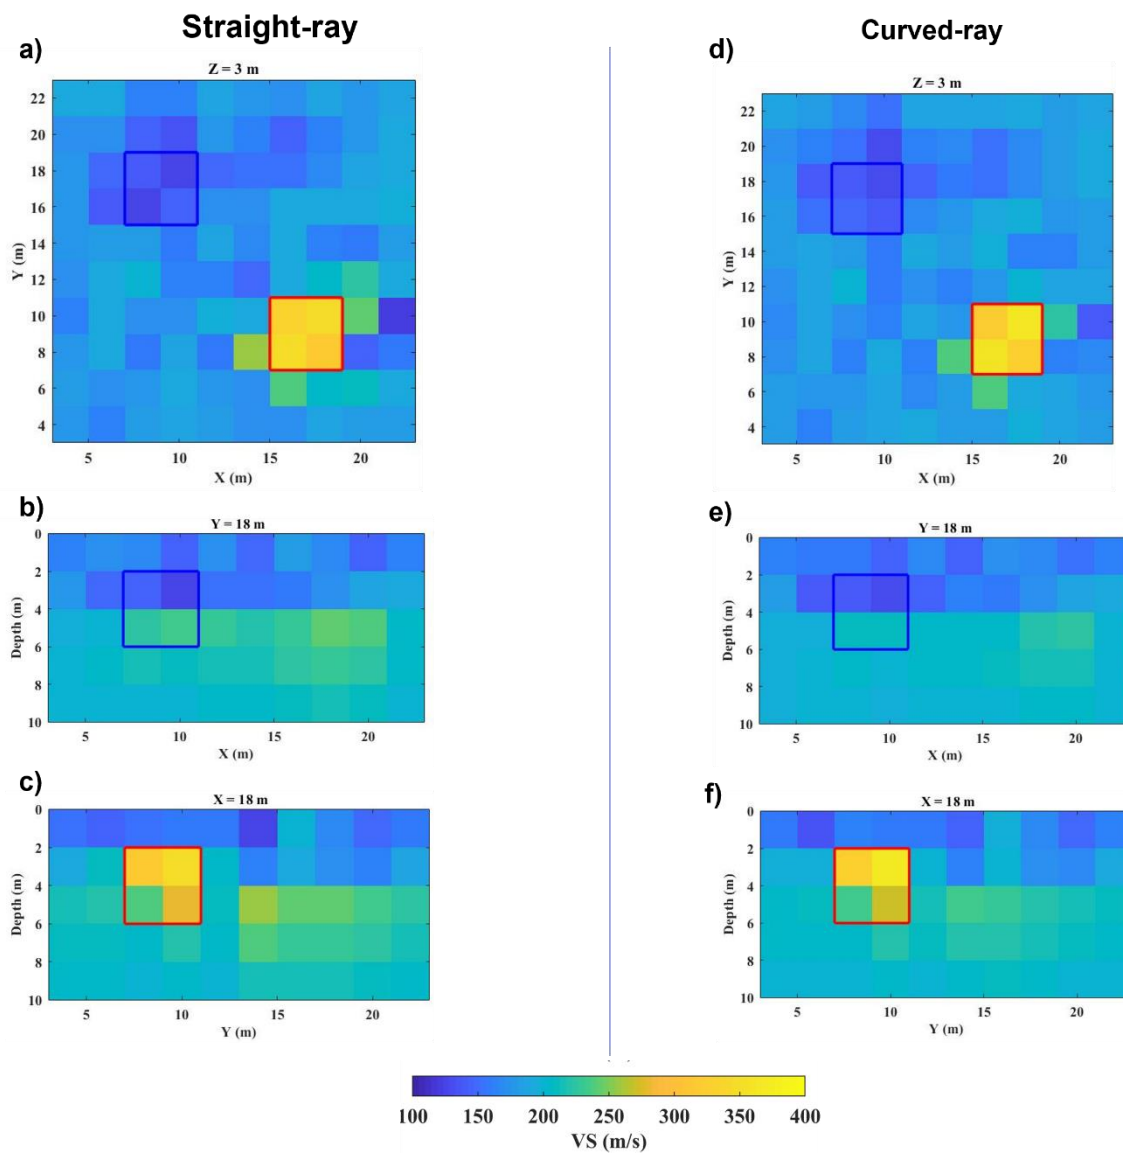 Straight-ray
Curved-ray
a)
Z = 3 m
22
20
18
16
14
12
10
8
6
4
Y (m)
5 10 15 20
X (m)
d)
Z = 3 m
22
20
18
16
14
12
10
8
6
4
Y (m)
5 10 15 20
X (m)
b)
Y = 18 m
0
2
4
6
8
10
Depth (m)
5 10 15 20
X (m)
e)
Y = 18 m
0
2
4
6
8
10
Depth (m)
5 10 15 20
X (m)
c)
X = 18 m
0
2
4
6
8
10
Depth (m)
5 10 15 20
Y (m)
f)
X = 18 m
0
2
4
6
8
10
Depth (m)
5 10 15 20
Y (m)
100 150 200 250 300 350 400
VS (m/s)